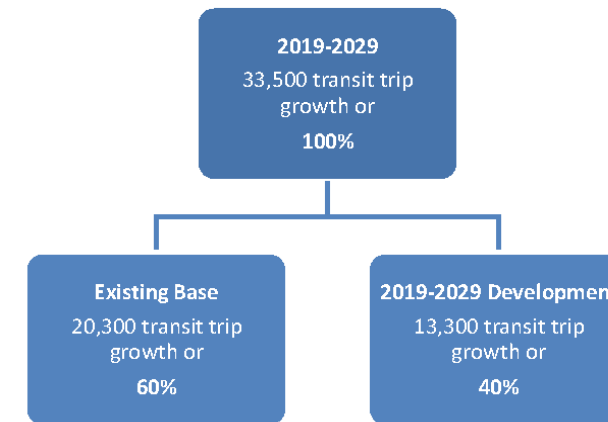 2019-2029
33,500 transit trip
growth or
100%
Existing Base
20,300 transit trip
growth or
60%
2019-2029 Developmen
13,300 transit trip
growth or
40%